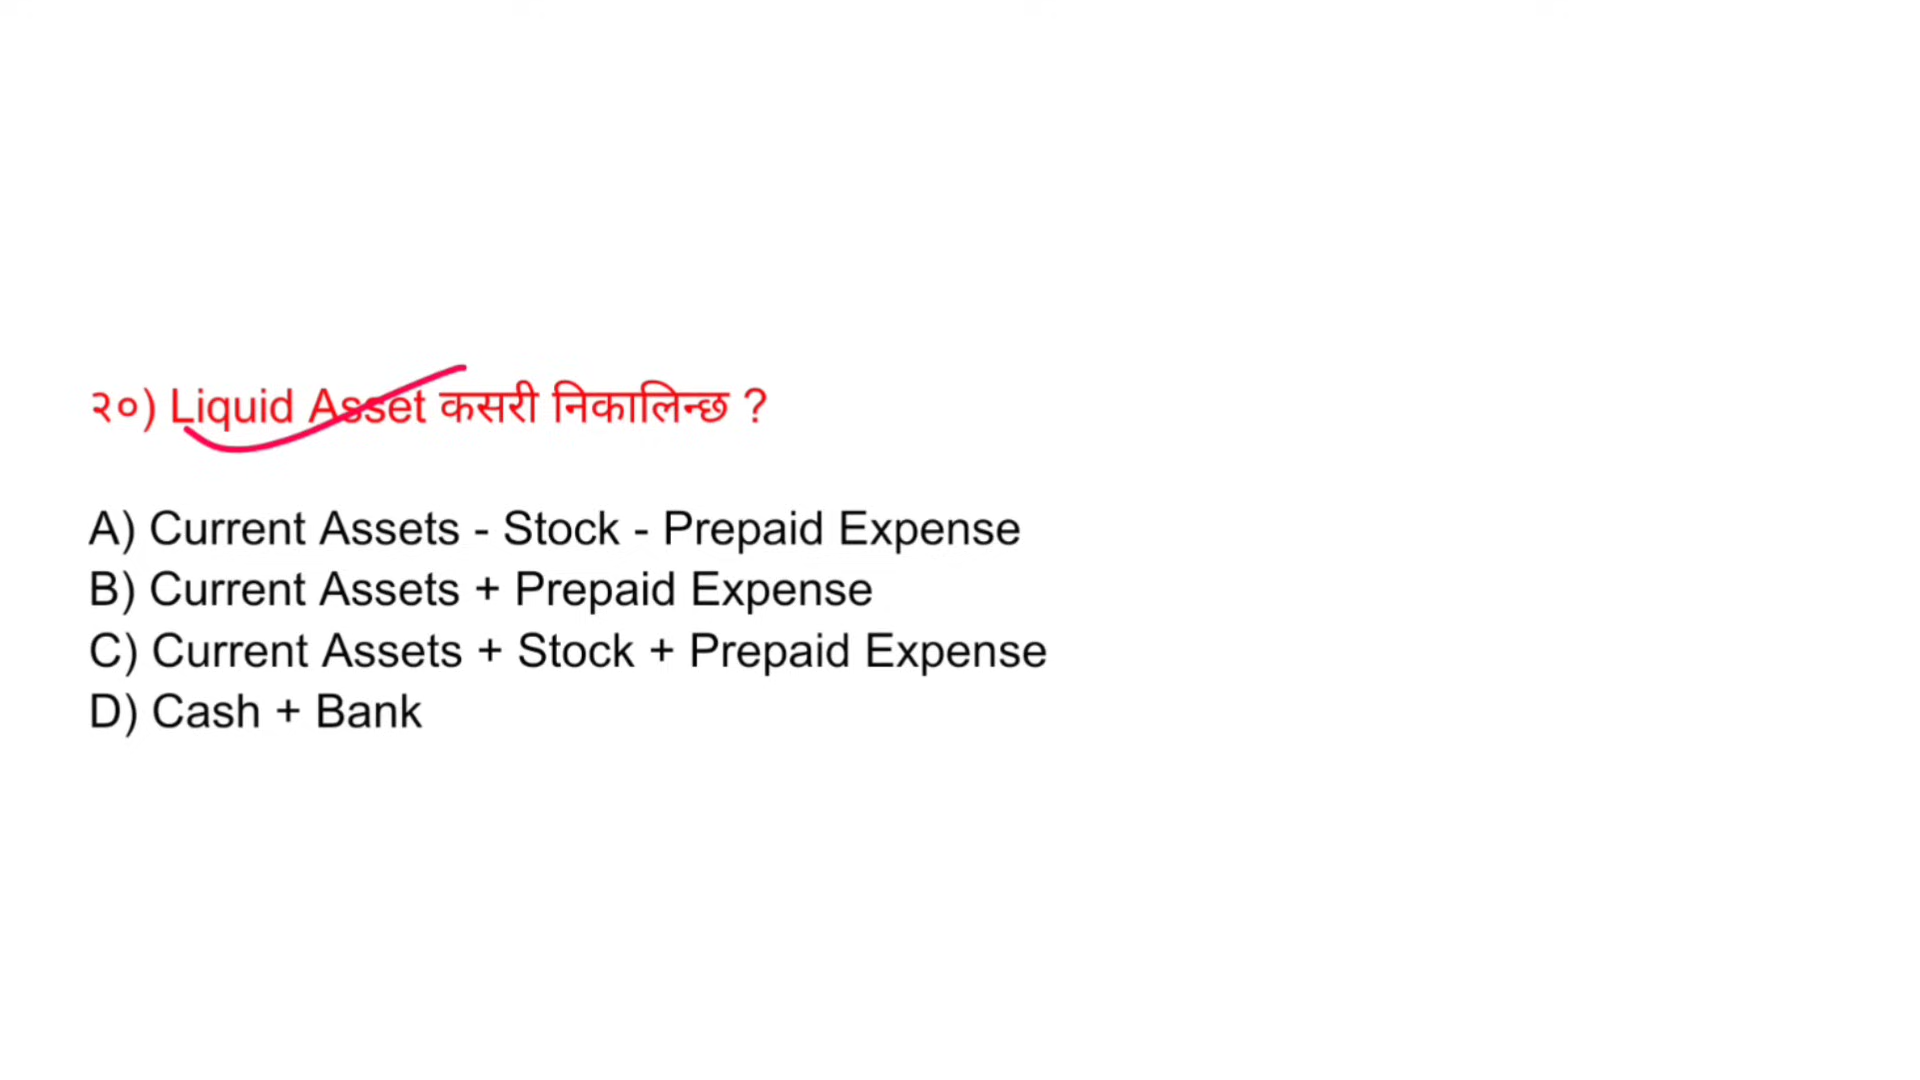 २०) Liquid Asset कसरी निकालिन्छ ?
A) Current Assets - Stock - Prepaid Expense
B) Current Assets + Prepaid Expense
C) Current Assets + Stock + Prepaid Expense
D) Cash + Bank